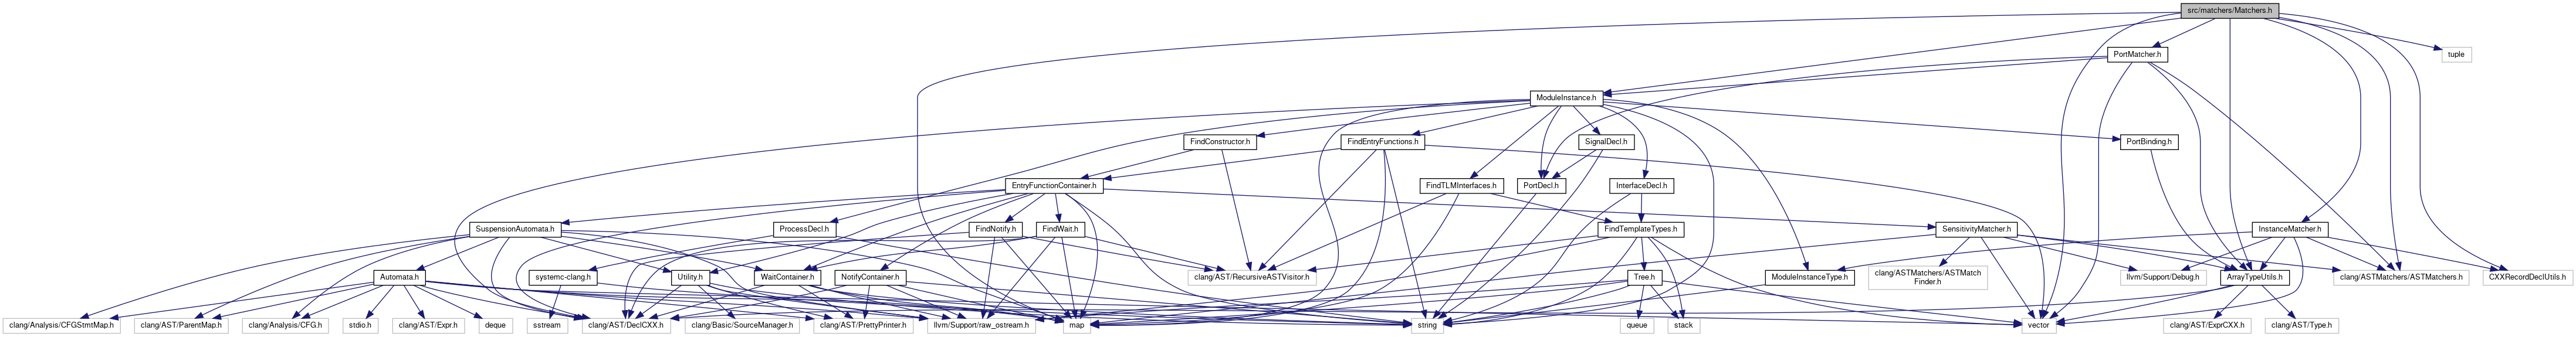 src/matchers/Matchers.h
PortMatcher.h
tuple
ModuleInstance.h
FindConstructor.h
FindEntryFunctions.h
SignalDecl.h
PortBinding.h
EntryFunctionContainer.h
FindTLMInterfaces.h
PortDecl.h
InterfaceDecl.h
SuspensionAutomata.h
ProcessDecl.h
FindNotify.h
FindWait.h
FindTemplateTypes.h
SensitivityMatcher.h
InstanceMatcher.h
Automata.h
systemc-clang.h
Utility.h
WaitContainer.h
NotifyContainer.h
clang/AST/RecursiveASTVisitor.h
Tree.h
ModuleInstanceType.h
clang/ASTMatchers/ASTMatch
Finder.h
llvm/Support/Debug.h
ArrayTypeUtils.h
clang/ASTMatchers/ASTMatchers.h
CXXRecordDeclUtils.h
clang/Analysis/CFGStmtMap.h
clang/AST/ParentMap.h
clang/Analysis/CFG.h
stdio.h
clang/AST/Expr.h
deque
sstream
clang/AST/DeclCXX.h
clang/Basic/SourceManager.h
clang/AST/PrettyPrinter.h
llvm/Support/raw_ostream.h
map
string
queue
stack
vector
clang/AST/ExprCXX.h
clang/AST/Type.h